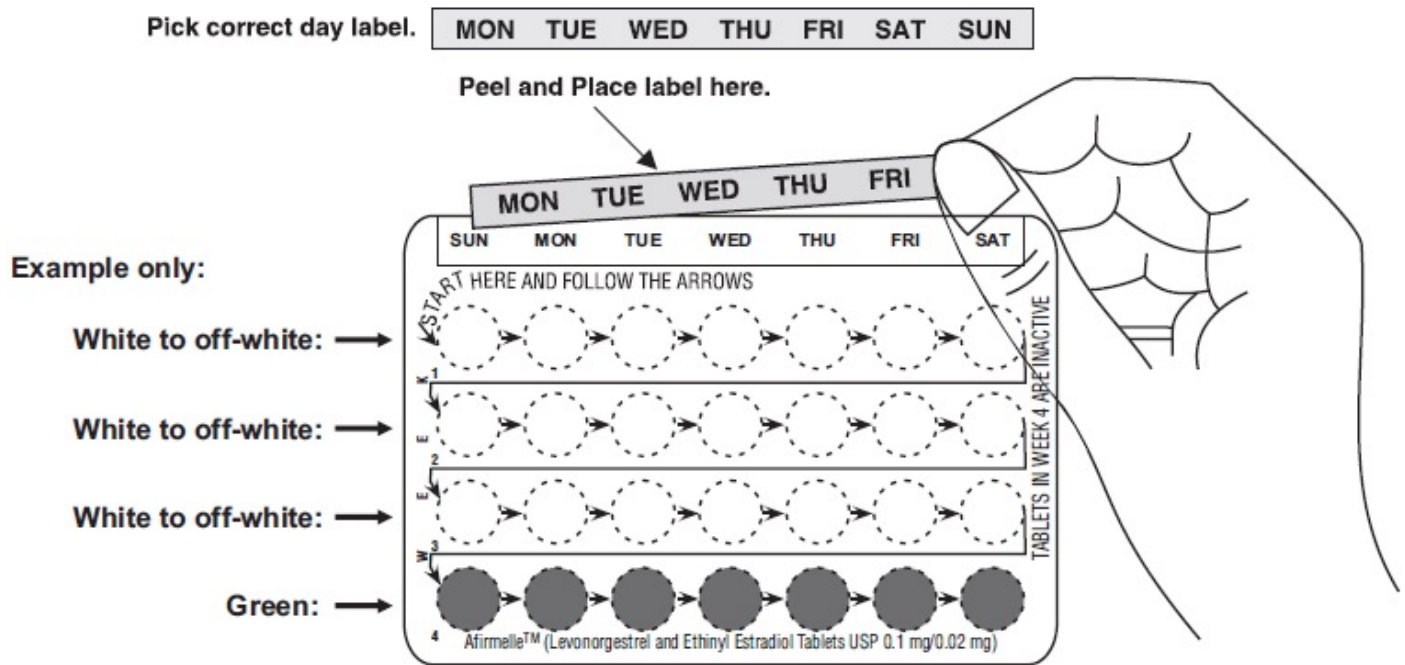 Pick correct day label. MON TUE WED THU FRI SAT SUN
Peel and Place label here.
MON TUE WED THU FRI
SUN MON TUE WED THU FRI SAT
Example only:
START HERE AND FOLLOW THE ARROWS
White to off-white:
1
White to off-white:
2
White to off-white:
3
Green:
4
WEEK
TABLETS IN WEEK 4 ARE INACTIVE
Afirmelle™ (Levonorgestrel and Ethinyl Estradiol Tablets USP 0.1 mg/0.02 mg)